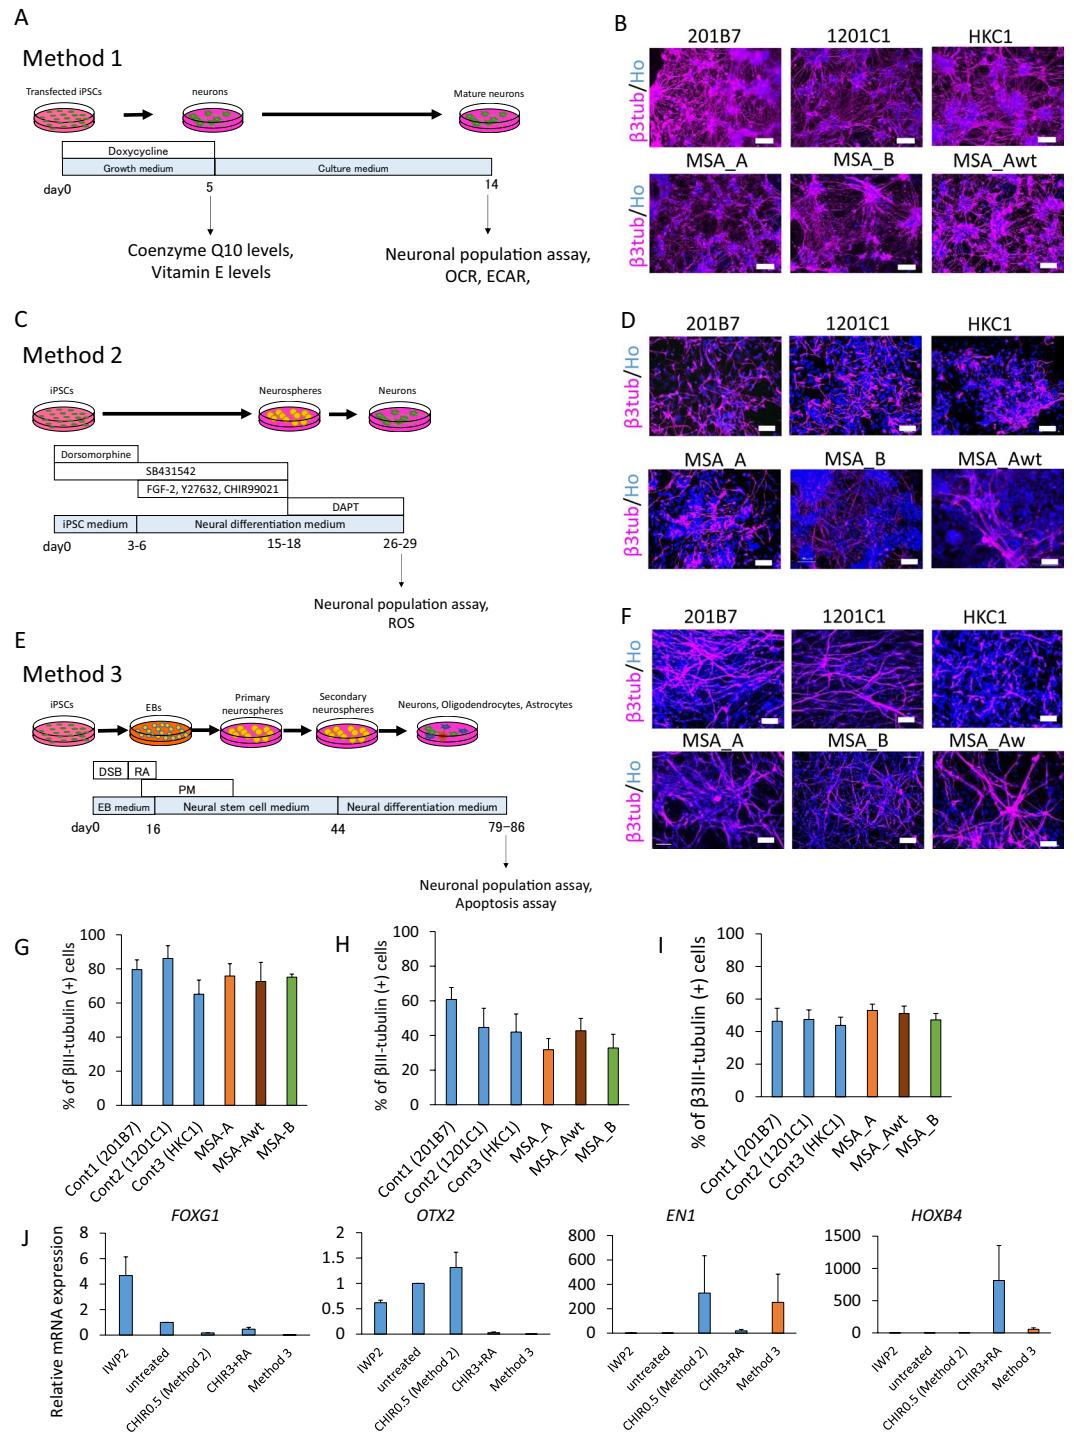 A
Method 1
Transfected iPSCs
neurons
Mature neurons
Doxycycline
Growth medium
Culture medium
day0
5
14
Coenzyme Q10 levels,
Vitamin E levels
Neuronal population assay,
OCR, ECAR,
B
201B7
1201C1
HKC1
β3tub/Ho
MSA_A
MSA_B
MSA_Awt
β3tub/Ho
C
Method 2
iPSCs
Neurospheres
Neurons
Dorsomorphine
SB431542
FGF-2, Y27632, CHIR99021
DAPT
iPSC medium
Neural differentiation medium
day0
3-6
15-18
26-29
Neuronal population assay,
ROS
D
201B7
1201C1
HKC1
β3tub/Ho
MSA_A
MSA_B
MSA_Awt
β3tub/Ho
E
Method 3
iPSCs
EBs
Primary
neurospheres
Secondary
neurospheres
Neurons, Oligodendrocytes, Astrocytes
DSB
RA
PM
EB medium
Neural stem cell medium
Neural differentiation medium
day0
16
44
79-86
Neuronal population assay,
Apoptosis assay
F
201B7
1201C1
HKC1
β3tub/Ho
MSA_A
MSA_B
MSA_Aw
β3tub/Ho
G
% of βIII-tubulin (+) cells
100
80
60
40
20
0
Cont1 (201B7)
Cont2 (1201C1)
Cont3 (HKC1)
MSA-A
MSA-Awt
MSA-B
H
% of βIII-tubulin (+) cells
100
80
60
40
20
0
Cont1 (201B7)
Cont2 (1201C1)
Cont3 (HKC1)
MSA_A
MSA_Awt
MSA_B
I
% of β3III-tubulin (+) cells
100
80
60
40
20
0
Cont1 (201B7)
Cont2 (1201C1)
Cont3 (HKC1)
MSA_A
MSA_Awt
MSA_B
J
Relative mRNA expression
FOXG1
8
6
4
2
0
IWP2
untreated
CHIR0.5 (Method 2)
CHIR3+RA
Method 3
OTX2
2
1.5
1
0.5
0
IWP2
untreated
CHIR0.5 (Method 2)
CHIR3+RA
Method 3
EN1
800
600
400
200
0
IWP2
untreated
CHIR0.5 (Method 2)
CHIR3+RA
Method 3
HOXB4
1500
1000
500
0
IWP2
untreated
CHIR0.5 (Method 2)
CHIR3+RA
Method 3